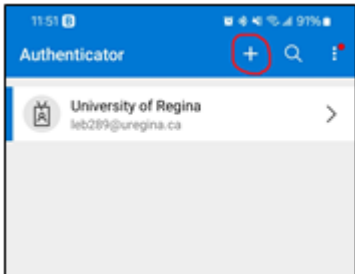 11:51 B 91%
Authenticator
University of Regina
leb289@uregina.ca